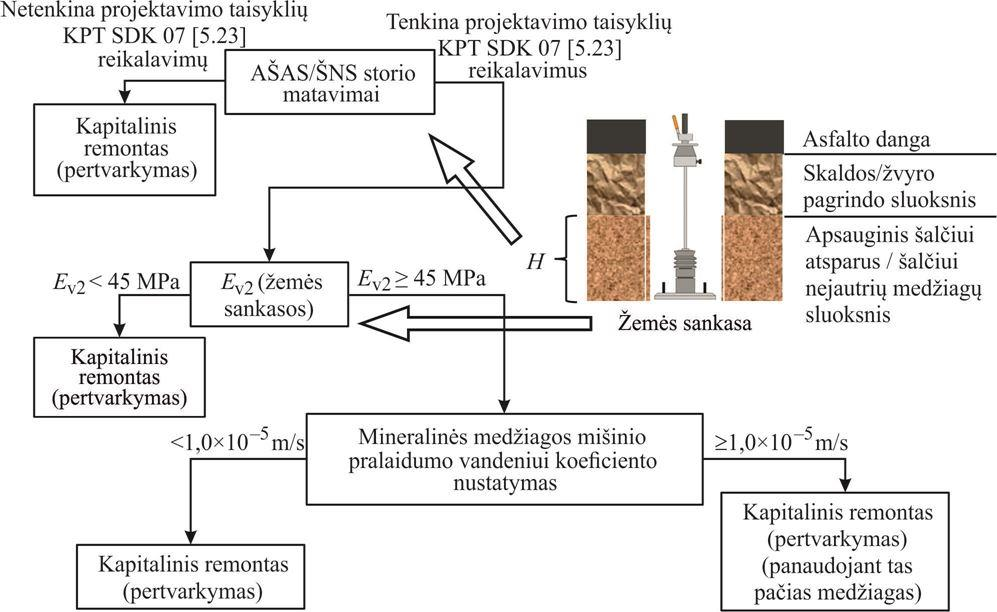 Netenkina projektavimo taisyklių
KPT SDK 07 [5.23]
reikalavimų
Tenkina projektavimo taisyklių
KPT SDK 07 [5.23]
reikalavimus
AŠAS/ŠNS storio
matavimai
Kapitalinis
remontas
(pertvarkymas)
Asfalto danga
Skaldos/žvyro
pagrindo sluoksnis
Apsauginis šalčiui
atsparus / šalčiui
nejautrių medžiagų
sluoksnis
H
Žemės sankasa
Ev2 < 45 MPa
Ev2 (žemės
sankasos)
Ev2 ≥ 45 MPa
Kapitalinis
remontas
(pertvarkymas)
<1,0×10⁻⁵ m/s
Mineralinės medžiagos mišinio
pralaidumo vandeniui koeficiento
nustatymas
≥1,0×10⁻⁵ m/s
Kapitalinis remontas
(pertvarkymas)
Kapitalinis remontas
(pertvarkymas)
(panaudojant tas
pačias medžiagas)